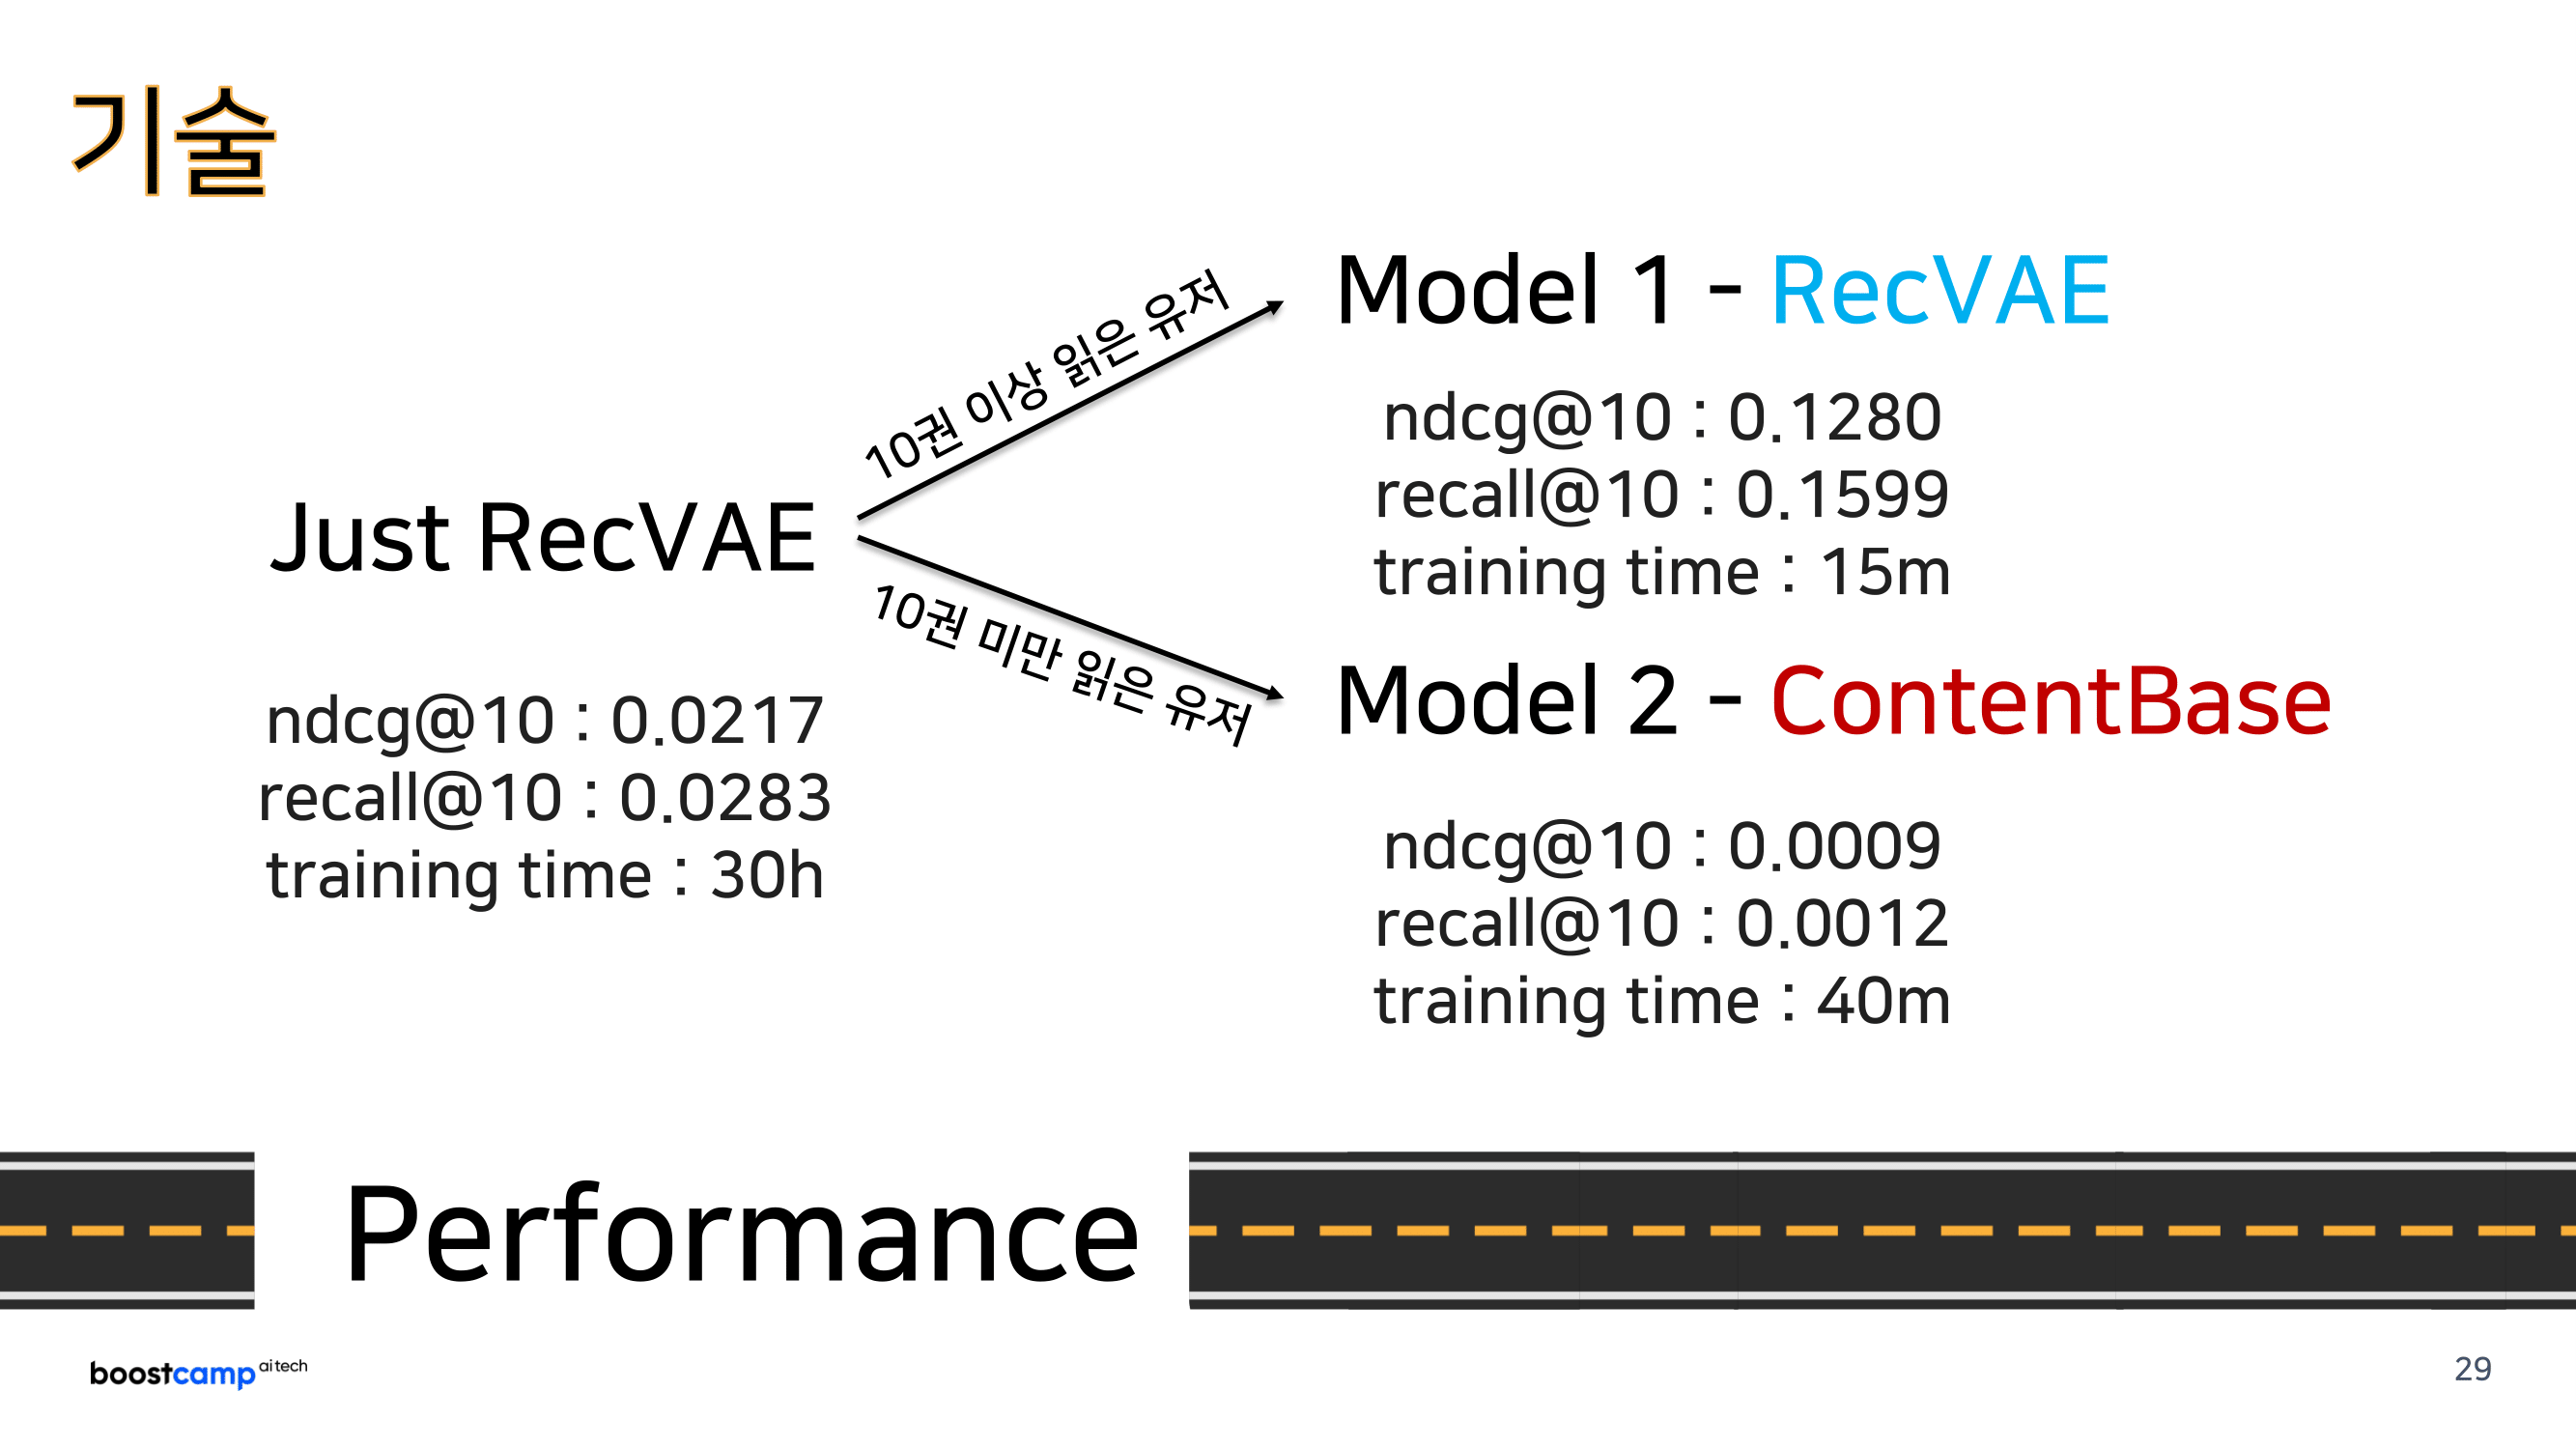 기술
Just RecVAE
ndcg@10 : 0.0217
recall@10 : 0.0283
training time : 30h
10권 이상 읽은 유저
10권 미만 읽은 유저
Model 1 - RecVAE
ndcg@10 : 0.1280
recall@10 : 0.1599
training time : 15m
Model 2 - ContentBase
ndcg@10 : 0.0009
recall@10 : 0.0012
training time : 40m
Performance
boostcamp ai tech
29